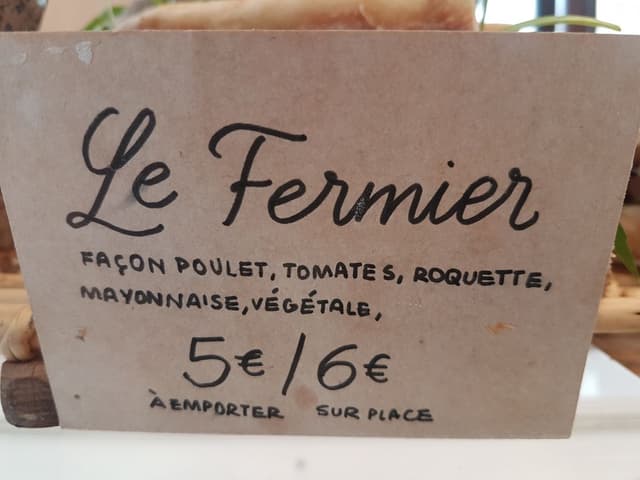 Le Fermier
FAÇON POULET, TOMATES, ROQUETTE,
MAYONNAISE, VÉGÉTALE,
5€ / 6€
À EMPORTER SUR PLACE